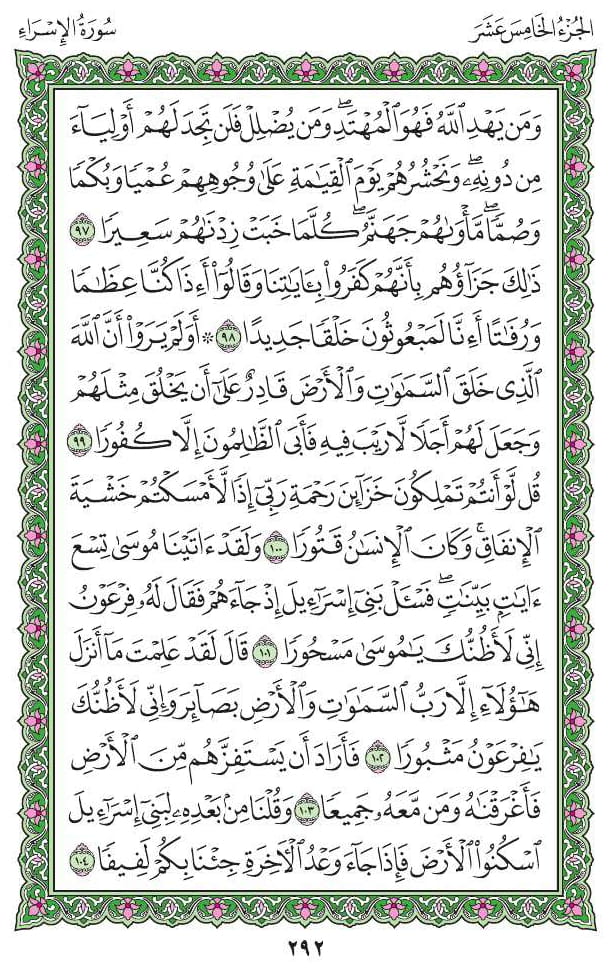 الجُزْءُ الخَامِسَ عَشَرَ
سُورَةُ الإِسْرَاءِ
وَمَن يَهْدِ ٱللَّهُ فَهُوَ ٱلْمُهْتَدِۖ وَمَن يُضْلِلْ فَلَن تَجِدَ لَهُمْ أَوْلِيَآءَ
مِن دُونِهِۦۖ وَنَحْشُرُهُمْ يَوْمَ ٱلْقِيَٰمَةِ عَلَىٰ وُجُوهِهِمْ عُمْيًا وَبُكْمًا
وَصُمًّاۖ مَّأْوَىٰهُمْ جَهَنَّمُۖ كُلَّمَا خَبَتْ زِدْنَٰهُمْ سَعِيرًا ٩٧
ذَٰلِكَ جَزَآؤُهُم بِأَنَّهُمْ كَفَرُوا۟ بِـَٔايَٰتِنَا وَقَالُوٓا۟ أَءِذَا كُنَّا عِظَٰمًا
وَرُفَٰتًا أَءِنَّا لَمَبْعُوثُونَ خَلْقًا جَدِيدًا ٩٨ ۞ أَوَلَمْ يَرَوْا۟ أَنَّ ٱللَّهَ
ٱلَّذِى خَلَقَ ٱلسَّمَٰوَٰتِ وَٱلْأَرْضَ قَادِرٌ عَلَىٰٓ أَن يَخْلُقَ مِثْلَهُمْ
وَجَعَلَ لَهُمْ أَجَلًا لَّا رَيْبَ فِيهِ فَأَبَى ٱلظَّٰلِمُونَ إِلَّا كُفُورًا ٩٩
قُل لَّوْ أَنتُمْ تَمْلِكُونَ خَزَآئِنَ رَحْمَةِ رَبِّىٓ إِذًا لَّأَمْسَكْتُمْ خَشْيَةَ
ٱلْإِنفَاقِۚ وَكَانَ ٱلْإِنسَٰنُ قَتُورًا ١٠٠ وَلَقَدْ ءَاتَيْنَا مُوسَىٰ تِسْعَ
ءَايَٰتٍۭ بَيِّنَٰتٍۖ فَسْـَٔلْ بَنِىٓ إِسْرَٰٓءِيلَ إِذْ جَآءَهُمْ فَقَالَ لَهُۥ فِرْعَوْنُ
إِنِّى لَأَظُنُّكَ يَٰمُوسَىٰ مَسْحُورًا ١٠١ قَالَ لَقَدْ عَلِمْتَ مَآ أَنزَلَ
هَٰٓؤُلَآءِ إِلَّا رَبُّ ٱلسَّمَٰوَٰتِ وَٱلْأَرْضِ بَصَآئِرَ وَإِنِّى لَأَظُنُّكَ
يَٰفِرْعَوْنُ مَثْبُورًا ١٠٢ فَأَرَادَ أَن يَسْتَفِزَّهُم مِّنَ ٱلْأَرْضِ
فَأَغْرَقْنَٰهُ وَمَن مَّعَهُۥ جَمِيعًا ١٠٣ وَقُلْنَا مِنۢ بَعْدِهِۦ لِبَنِىٓ إِسْرَٰٓءِيلَ
ٱسْكُنُوا۟ ٱلْأَرْضَ فَإِذَا جَآءَ وَعْدُ ٱلْءَاخِرَةِ جِئْنَا بِكُمْ لَفِيفًا ١٠٤
٢٩٢